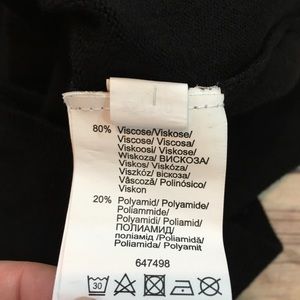 80% Viscose/Viskose/
Viscose/ Viscosa/
Viskoosi/ Viskose/
Wiskoza/ ВИСКОЗА/
Viskos/ Viskóza/
Viszkóz/ віскоза/
Vâscoză/ Polinósico/
Viskon
20% Polyamid/ Polyamide/
Poliammide/
Poliamidi/ Poliamid/
ПОЛИАМИД/
поліамід /Poliamidă/
Poliamida/ Polyamit
647498
30